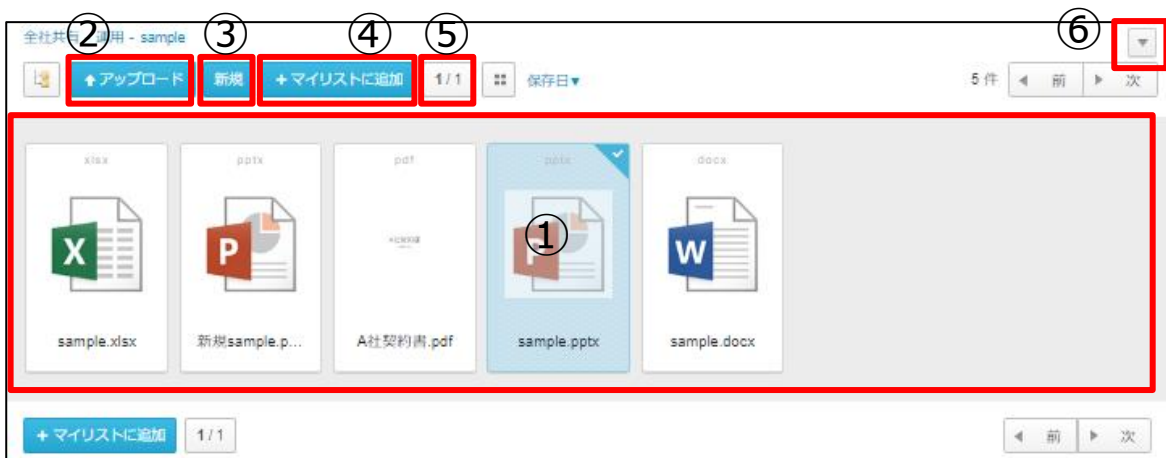 ② ③ ④ ⑤ ⑥
全社共有 運用 - sample
アップロード 新規 +マイリストに追加 1 / 1 保存日▼ 5 件 ◀ 前 ▶ 次
xlsx pptx pdf pptx docx
X P ① P W
sample.xlsx 新規sample.p... A社契約書.pdf sample.pptx sample.docx
+マイリストに追加 1 / 1 ◀ 前 ▶ 次